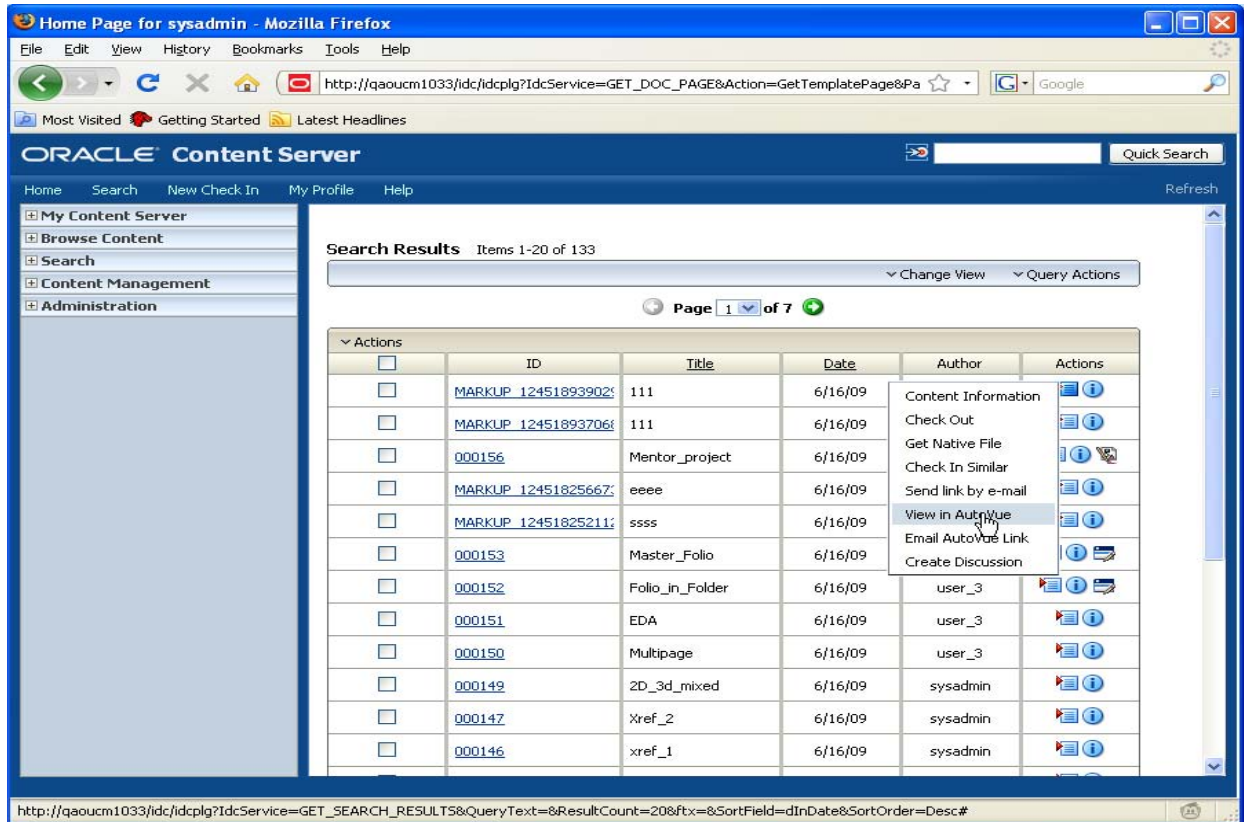 Home Page for sysadmin - Mozilla Firefox
File Edit View History Bookmarks Tools Help
http://qaoucm1033/idc/idcplg?IdcService=GET_DOC_PAGE&Action=GetTemplatePage&Pa G Google
Most Visited Getting Started Latest Headlines
ORACLE Content Server Quick Search
Home Search New Check In My Profile Help Refresh
My Content Server
Browse Content
Search
Content Management
Administration
Search Results Items 1-20 of 133
Change View Query Actions
Page 1 of 7
Actions
ID Title Date Author Actions
MARKUP_124518939029 111 6/16/09
MARKUP_124518937068 111 6/16/09
000156 Mentor_project 6/16/09
MARKUP_124518256673 eeee 6/16/09
MARKUP_124518252112 ssss 6/16/09
000153 Master_Folio 6/16/09
000152 Folio_in_Folder 6/16/09 user_3
000151 EDA 6/16/09 user_3
000150 Multipage 6/16/09 user_3
000149 2D_3d_mixed 6/16/09 sysadmin
000147 Xref_2 6/16/09 sysadmin
000146 xref_1 6/16/09 sysadmin
Content Information
Check Out
Get Native File
Check In Similar
Send link by e-mail
View in AutoVue
Email AutoVue Link
Create Discussion
http://qaoucm1033/idc/idcplg?IdcService=GET_SEARCH_RESULTS&QueryText=&ResultCount=20&ftx=&SortField=dInDate&SortOrder=Desc#